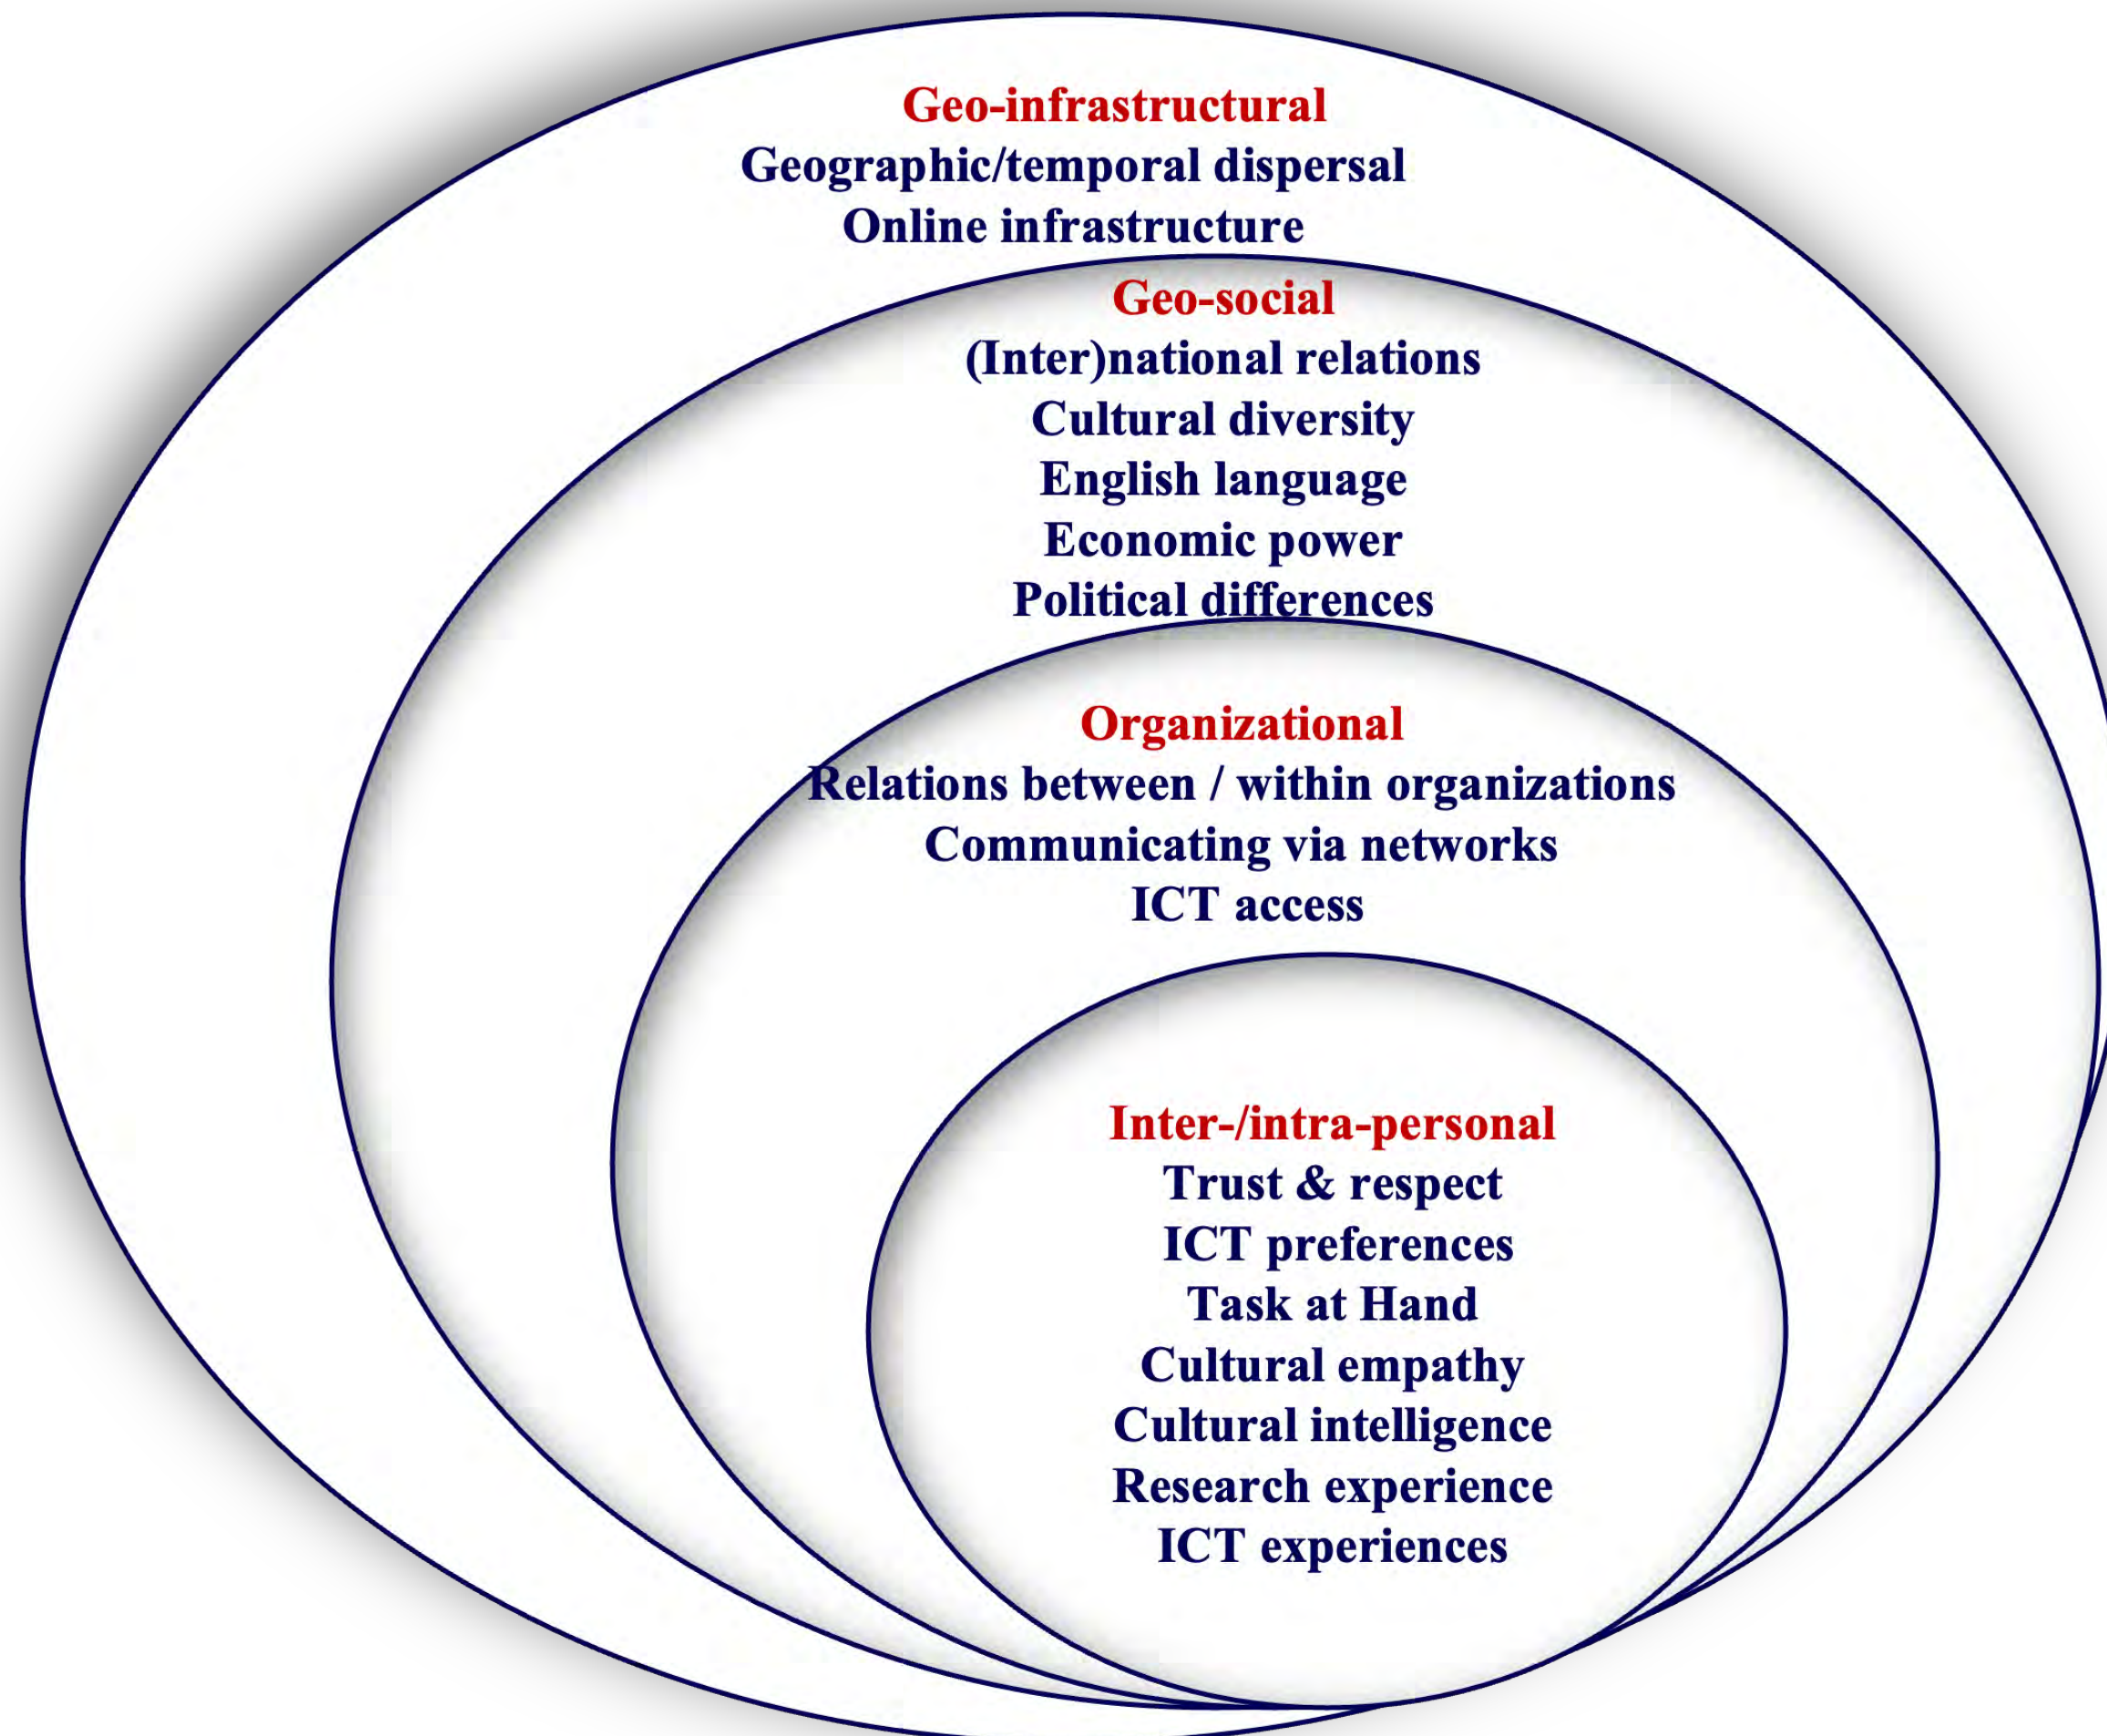 Geo-infrastructural
Geographic/temporal dispersal
Online infrastructure
Geo-social
(Inter)national relations
Cultural diversity
English language
Economic power
Political differences
Organizational
Relations between / within organizations
Communicating via networks
ICT access
Inter-/intra-personal
Trust & respect
ICT preferences
Task at Hand
Cultural empathy
Cultural intelligence
Research experience
ICT experiences